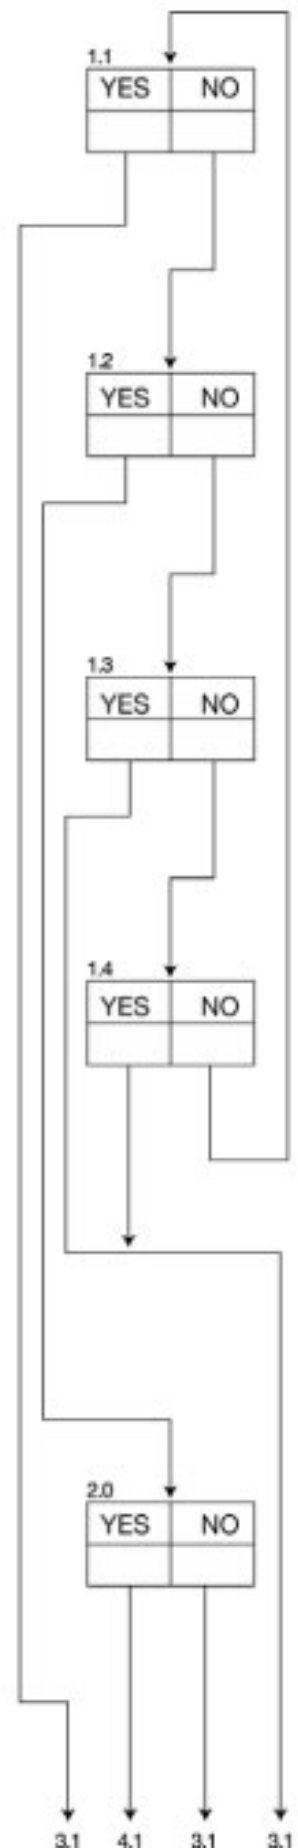 1.1
YES NO
1.2
YES NO
1.3
YES NO
1.4
YES NO
2.0
YES NO
3.1 4.1 3.1 3.1